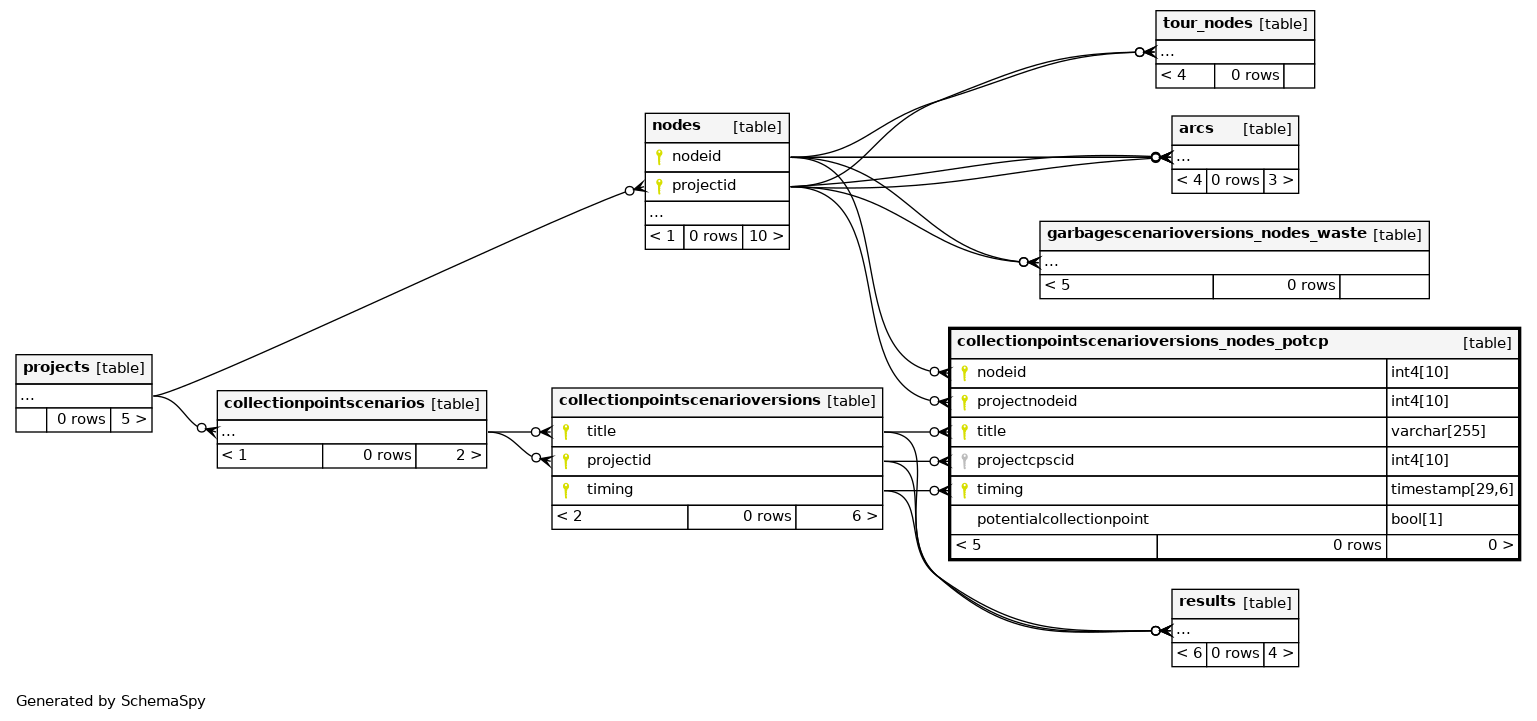 tour_nodes [table]
...
< 4 0 rows
nodes [table]
nodeid
projectid
...
< 1 0 rows 10 >
arcs [table]
...
< 4 0 rows 3 >
garbagescenarioversions_nodes_waste [table]
...
< 5 0 rows
projects [table]
...
0 rows 5 >
collectionpointscenarios [table]
...
< 1 0 rows 2 >
collectionpointscenarioversions [table]
title
projectid
timing
< 2 0 rows 6 >
collectionpointscenarioversions_nodes_potcp [table]
nodeid int4[10]
projectnodeid int4[10]
title varchar[255]
projectcpscid int4[10]
timing timestamp[29,6]
potentialcollectionpoint bool[1]
< 5 0 rows 0 >
results [table]
...
< 6 0 rows 4 >
Generated by SchemaSpy